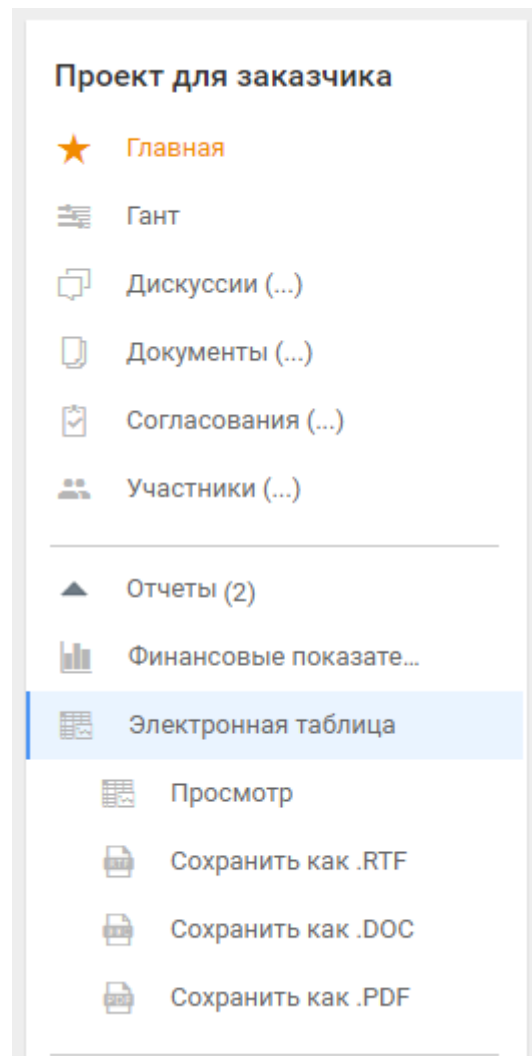 Проект для заказчика
Главная
Гант
Дискуссии (...)
Документы (...)
Согласования (...)
Участники (...)
Отчеты (2)
Финансовые показате...
Электронная таблица
Просмотр
Сохранить как .RTF
Сохранить как .DOC
Сохранить как .PDF